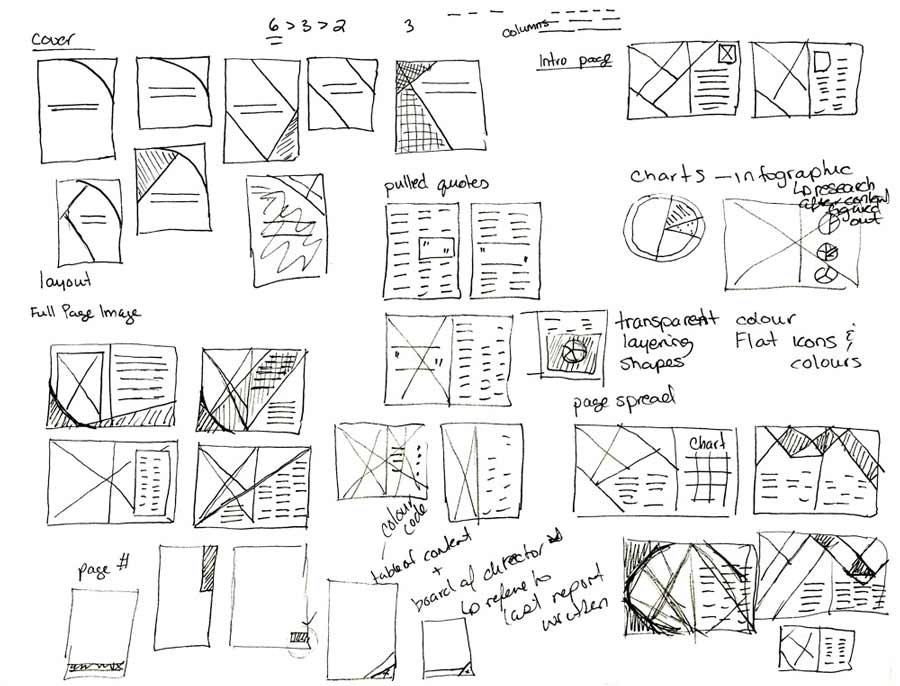 6 > 3 > 2
3
columns
cover
Intro page
charts – infographic
↳ research
after content
figured
out
pulled quotes
layout
Full Page Image
transparent
layering
shapes
colour
Flat icons &
colours
page spread
chart
colour
code
table of content
+
board of director
↳ refer to
last report
written
page #